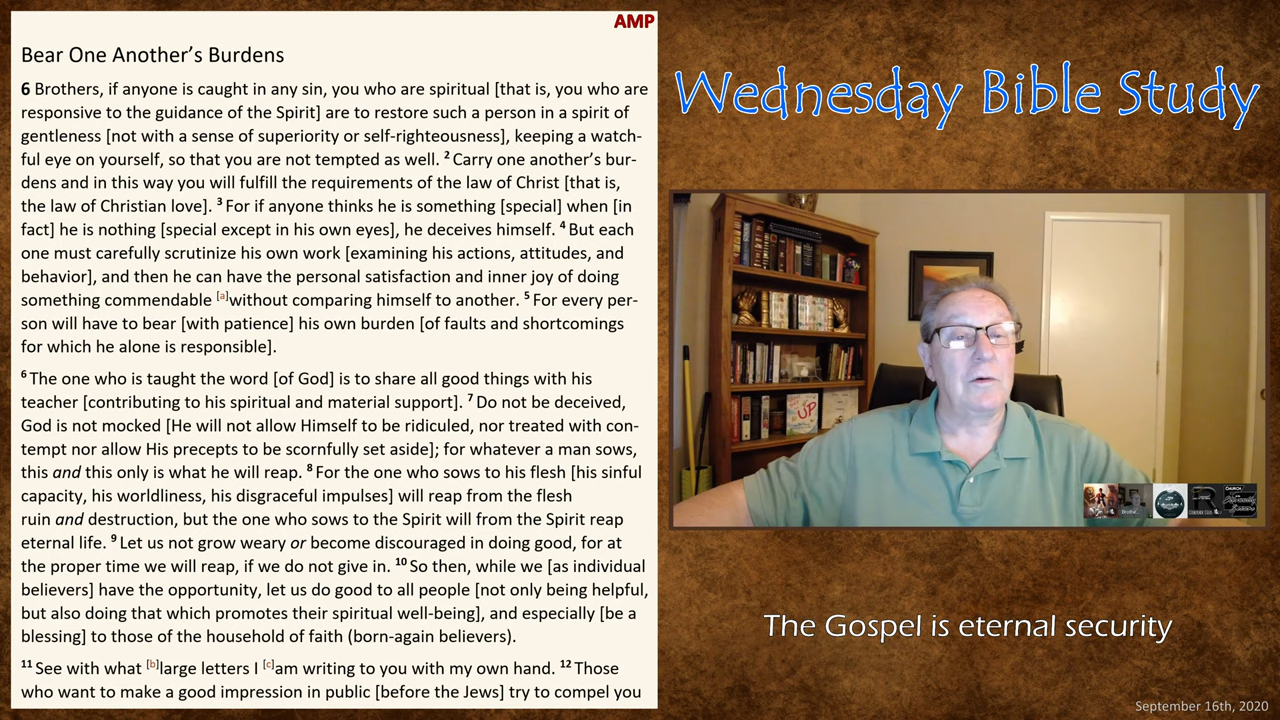 AMP
Bear One Another’s Burdens
6 Brothers, if anyone is caught in any sin, you who are spiritual [that is, you who are
responsive to the guidance of the Spirit] are to restore such a person in a spirit of
gentleness [not with a sense of superiority or self-righteousness], keeping a watch-
ful eye on yourself, so that you are not tempted as well. 2 Carry one another’s bur-
dens and in this way you will fulfill the requirements of the law of Christ [that is,
the law of Christian love]. 3 For if anyone thinks he is something [special] when [in
fact] he is nothing [special except in his own eyes], he deceives himself. 4 But each
one must carefully scrutinize his own work [examining his actions, attitudes, and
behavior], and then he can have the personal satisfaction and inner joy of doing
something commendable [a]without comparing himself to another. 5 For every per-
son will have to bear [with patience] his own burden [of faults and shortcomings
for which he alone is responsible].
6 The one who is taught the word [of God] is to share all good things with his
teacher [contributing to his spiritual and material support]. 7 Do not be deceived,
God is not mocked [He will not allow Himself to be ridiculed, nor treated with con-
tempt nor allow His precepts to be scornfully set aside]; for whatever a man sows,
this and this only is what he will reap. 8 For the one who sows to his flesh [his sinful
capacity, his worldliness, his disgraceful impulses] will reap from the flesh
ruin and destruction, but the one who sows to the Spirit will from the Spirit reap
eternal life. 9 Let us not grow weary or become discouraged in doing good, for at
the proper time we will reap, if we do not give in. 10 So then, while we [as individual
believers] have the opportunity, let us do good to all people [not only being helpful,
but also doing that which promotes their spiritual well-being], and especially [be a
blessing] to those of the household of faith (born-again believers).
11 See with what [b]large letters I [c]am writing to you with my own hand. 12 Those
who want to make a good impression in public [before the Jews] try to compel you
Wednesday Bible Study
UP
The Gospel is eternal security
September 16th, 2020